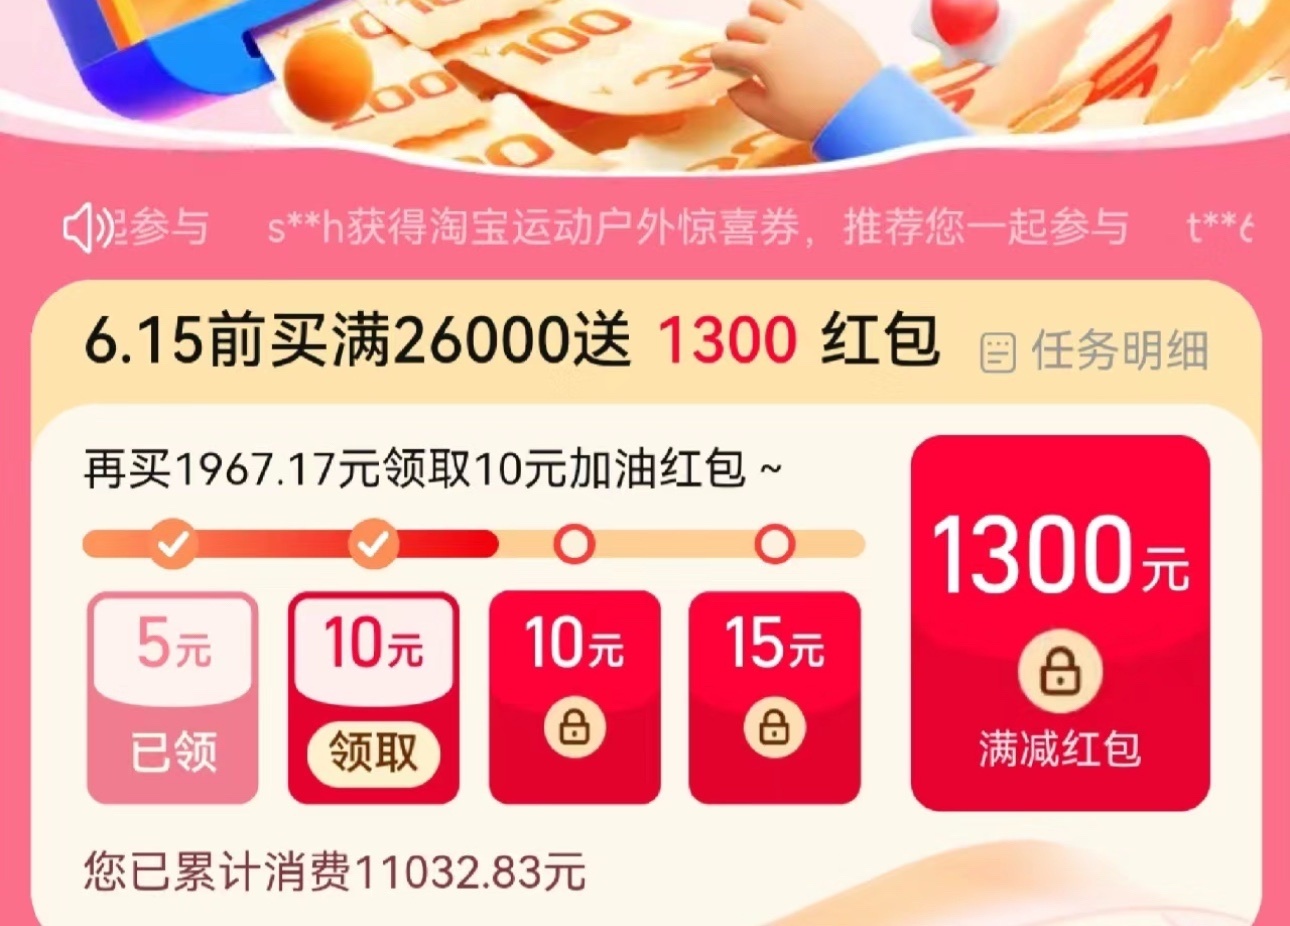 200
100
起参与 s**h获得淘宝运动户外惊喜券，推荐您一起参与 t**6
6.15前买满26000送 1300 红包 任务明细
再买1967.17元领取10元加油红包 ~
1300元
5元 10元 10元 15元
已领 领取 满减红包
您已累计消费11032.83元